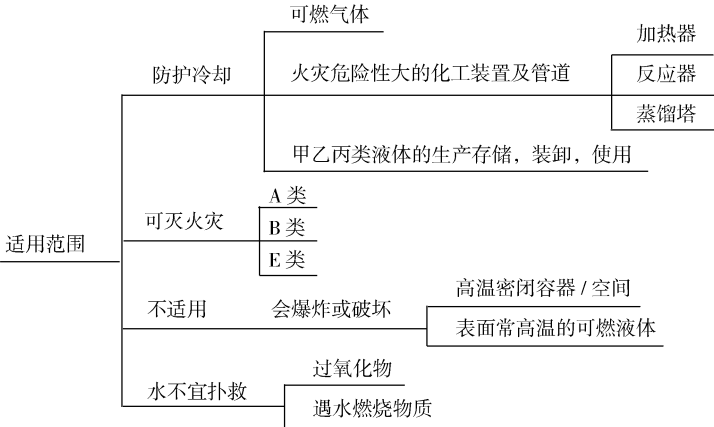 适用范围
防护冷却
可燃气体
火灾危险性大的化工装置及管道
加热器
反应器
蒸馏塔
甲乙丙类液体的生产存储，装卸，使用
可灭火灾
A 类
B 类
E 类
不适用
会爆炸或破坏
高温密闭容器 / 空间
表面常高温的可燃液体
水不宜扑救
过氧化物
遇水燃烧物质